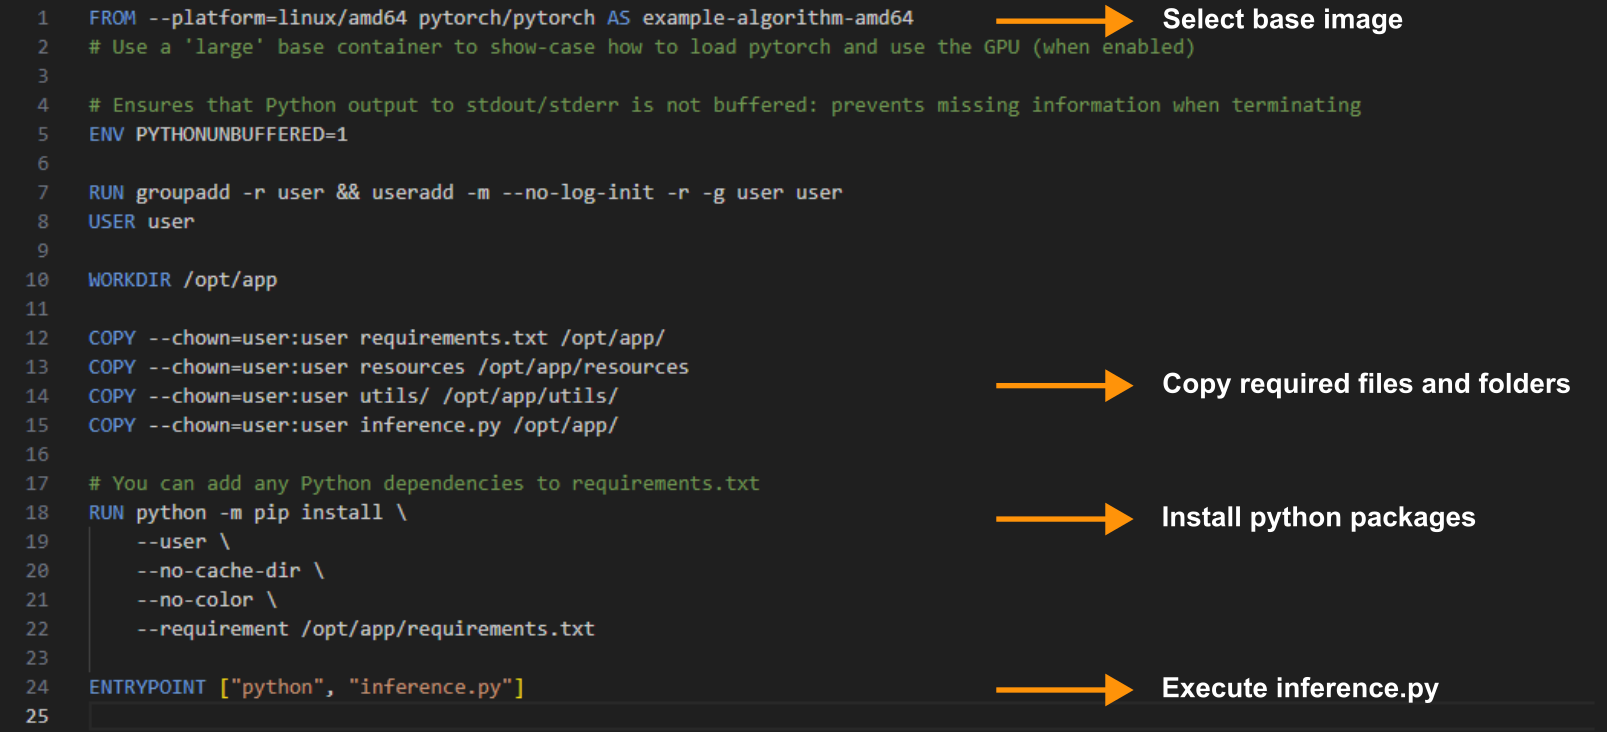 1 FROM --platform=linux/amd64 pytorch/pytorch AS example-algorithm-amd64 Select base image
2 # Use a 'large' base container to show-case how to load pytorch and use the GPU (when enabled)
3
4 # Ensures that Python output to stdout/stderr is not buffered: prevents missing information when terminating
5 ENV PYTHONUNBUFFERED=1
6
7 RUN groupadd -r user && useradd -m --no-log-init -r -g user user
8 USER user
9
10 WORKDIR /opt/app
11
12 COPY --chown=user:user requirements.txt /opt/app/
13 COPY --chown=user:user resources /opt/app/resources
Copy required files and folders
14 COPY --chown=user:user utils/ /opt/app/utils/
15 COPY --chown=user:user inference.py /opt/app/
16
17 # You can add any Python dependencies to requirements.txt
18 RUN python -m pip install \ Install python packages
19 --user \
20 --no-cache-dir \
21 --no-color \
22 --requirement /opt/app/requirements.txt
23
24 ENTRYPOINT ["python", "inference.py"] Execute inference.py
25